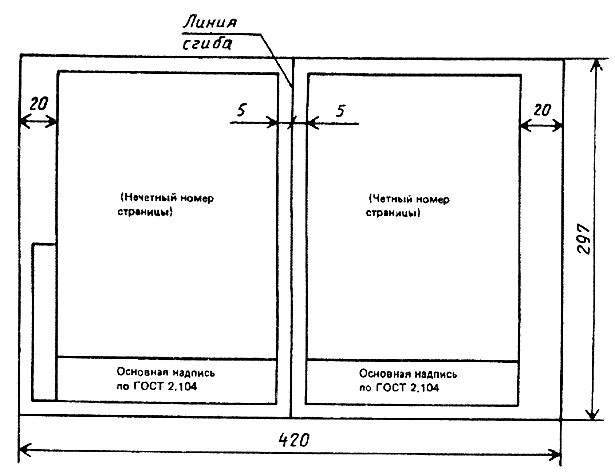 Линия
сгиба
20
5
5
20
(Нечетный номер
страницы)
(Четный номер
страницы)
297
Основная надпись
по ГОСТ 2.104
Основная надпись
по ГОСТ 2.104
420